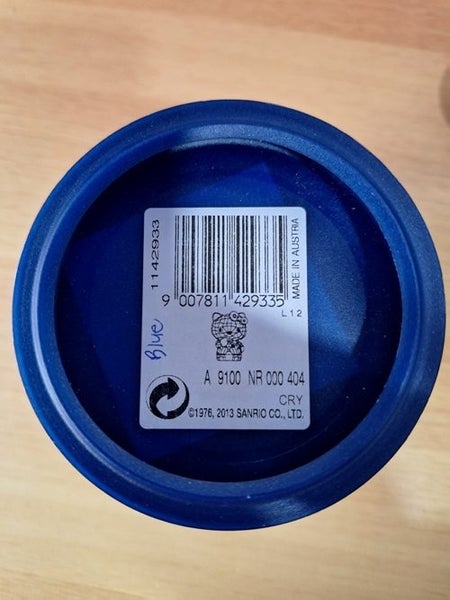 1142933
MADE IN AUSTRIA
9 007811 429335
L12
Blue
A 9100 NR 000 404
CRY
©1976, 2013 SANRIO CO., LTD.